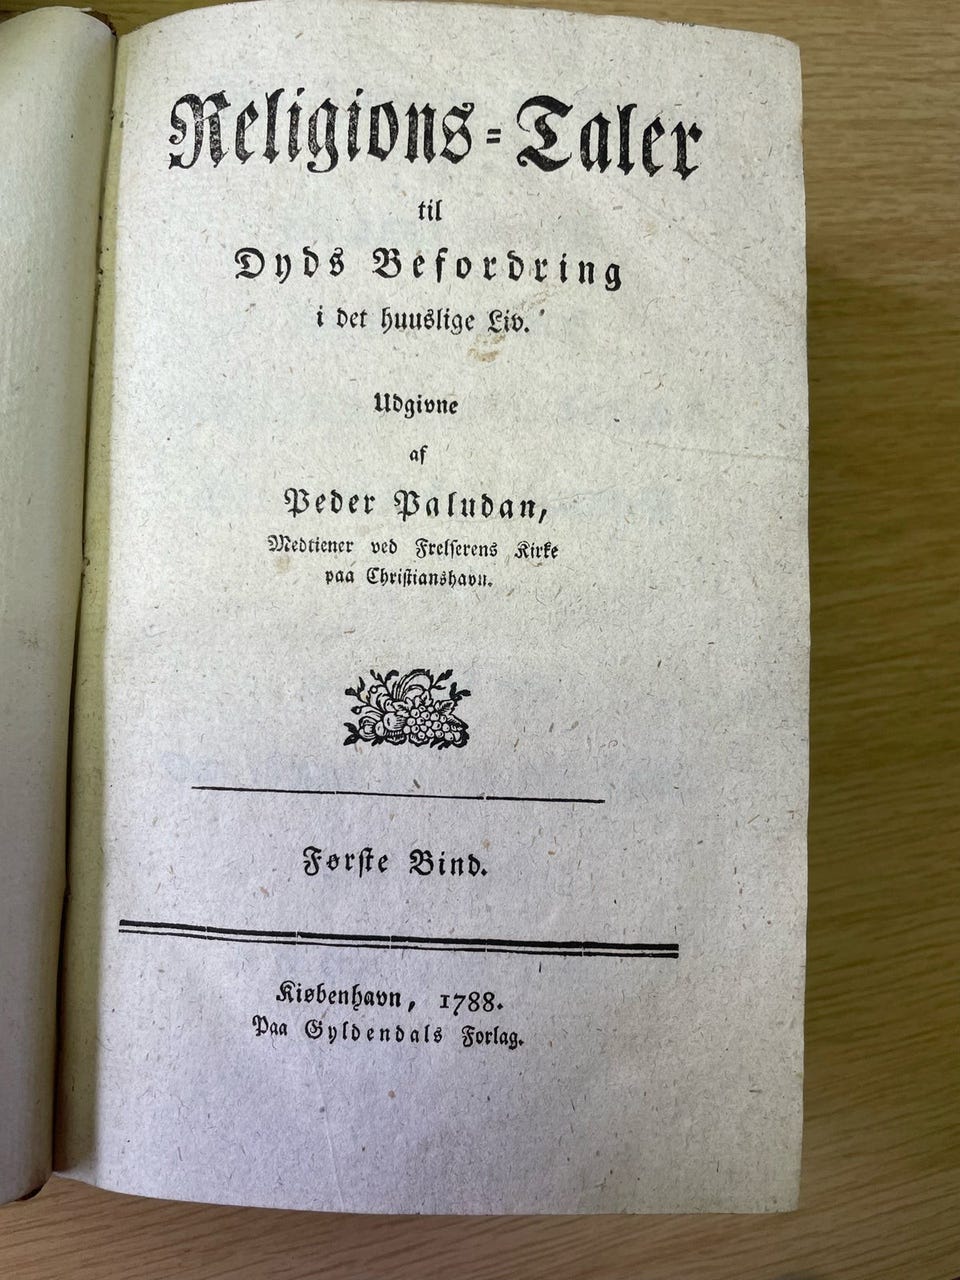 Religions-Taler
til
Dyds Befordring
i det huuslige Liv.
Udgivne
af
Peder Paludan,
Medtiener ved Frelserens Kirke
paa Christianshavn.
Første Bind.
Kiøbenhavn, 1788.
Paa Gyldendals Forlag.